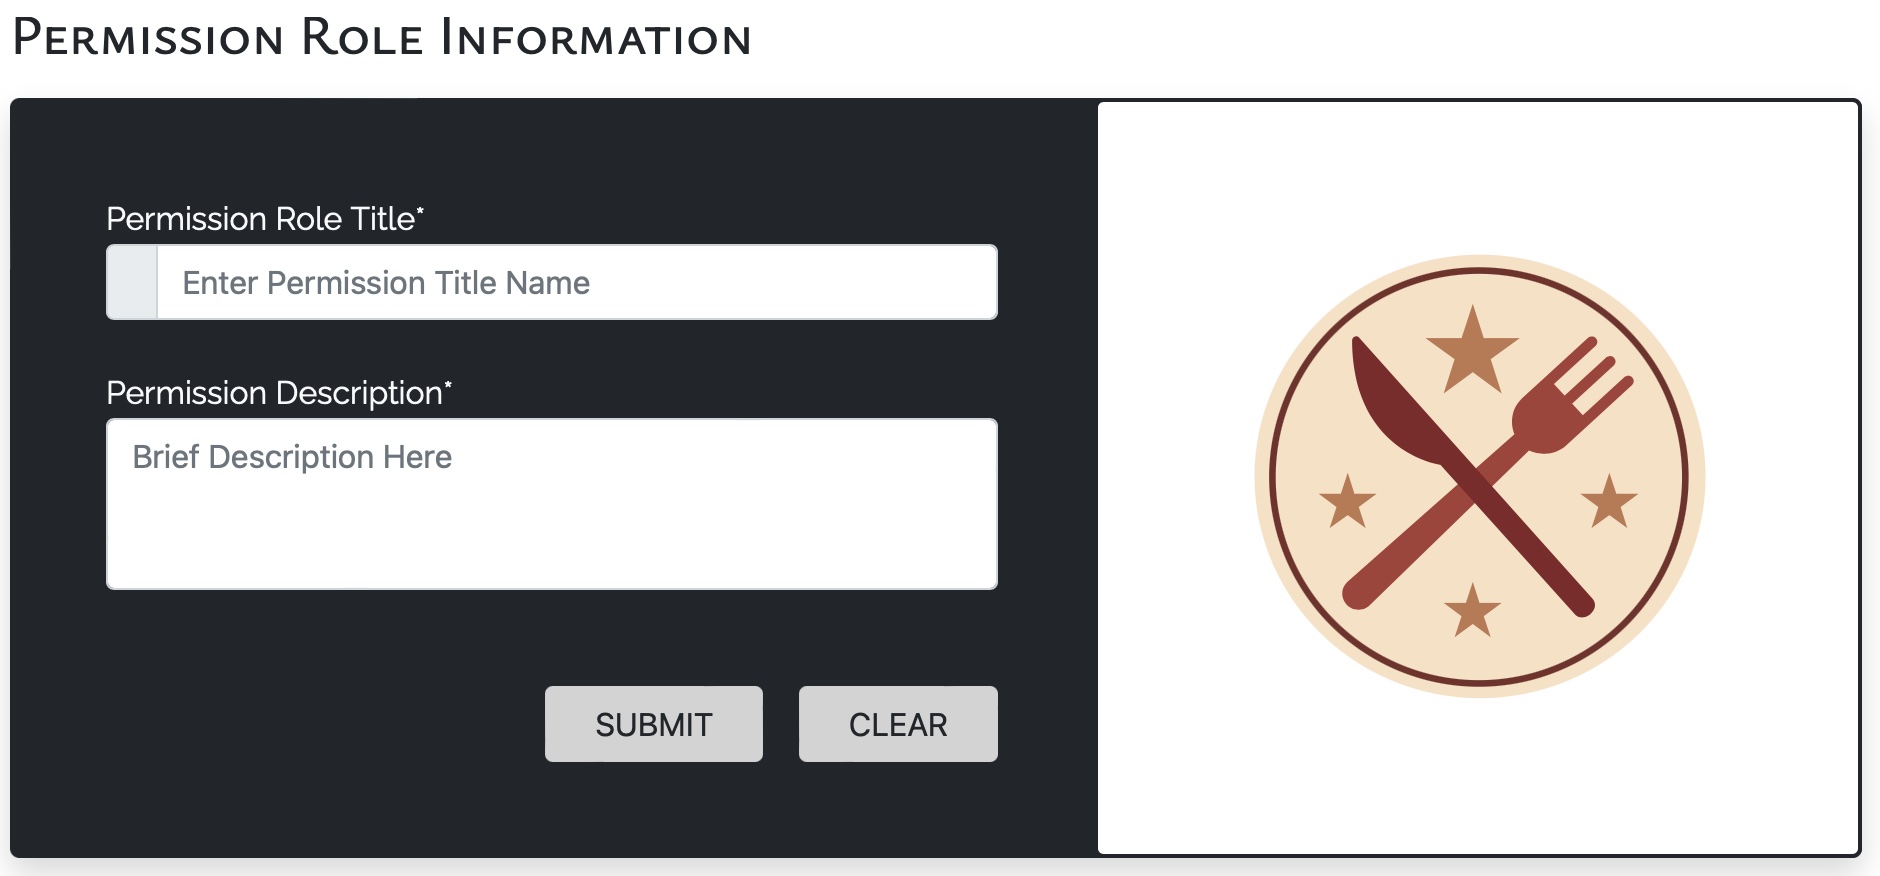 Permission Role Information
Permission Role Title*
Enter Permission Title Name
Permission Description*
Brief Description Here
SUBMIT CLEAR